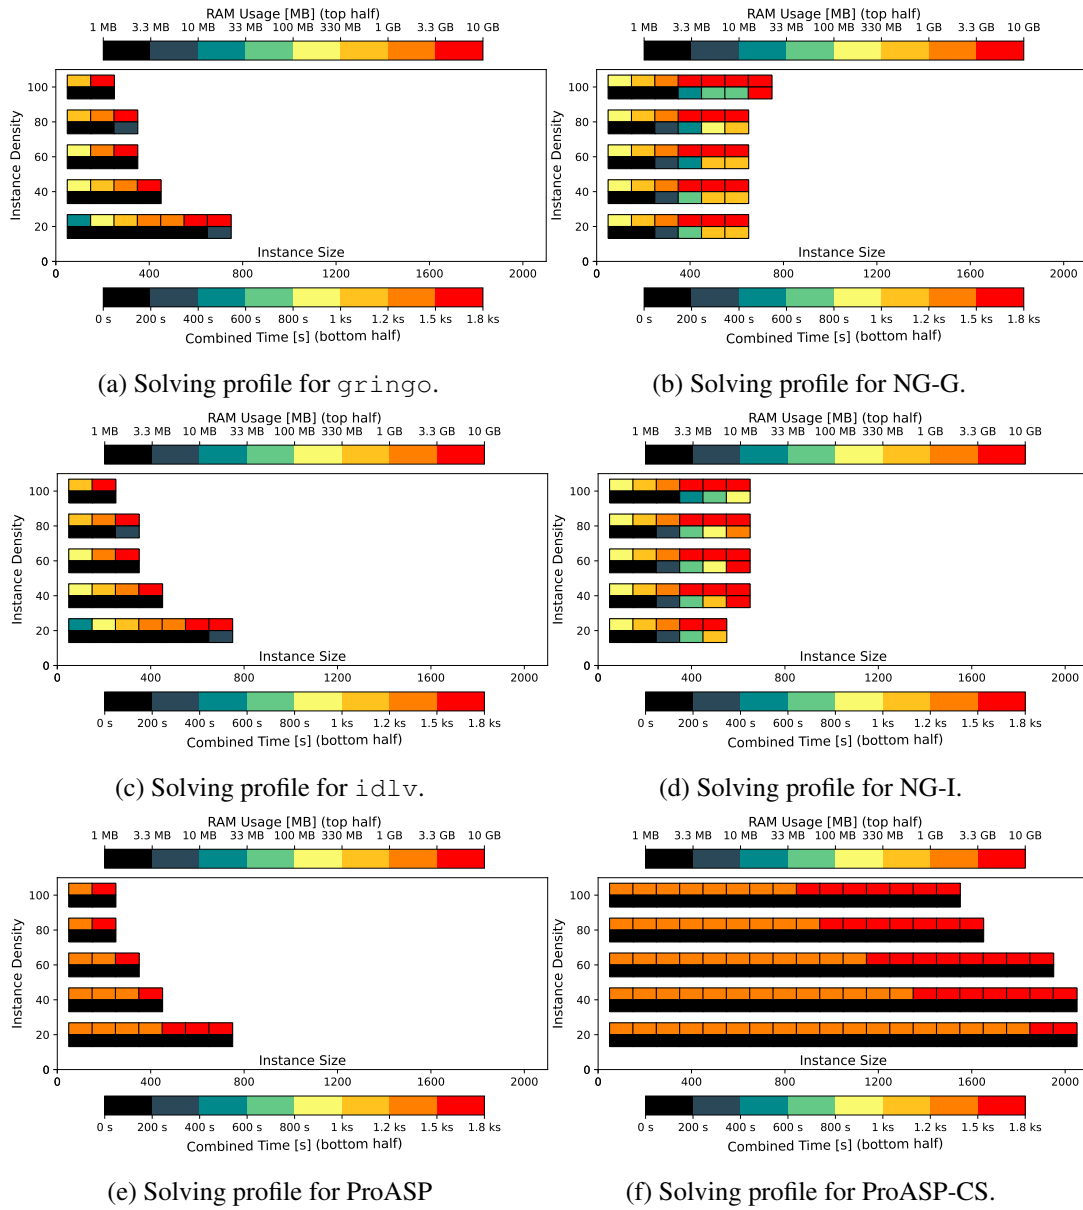 RAM Usage [MB] (top half)
1 MB 3.3 MB 10 MB 33 MB 100 MB 330 MB 1 GB 3.3 GB 10 GB
Instance Density
100
80
60
40
20
0
Instance Size
0 400 800 1200 1600 2000
0 s 200 s 400 s 600 s 800 s 1 ks 1.2 ks 1.5 ks 1.8 ks
Combined Time [s] (bottom half)
(a) Solving profile for gringo.
RAM Usage [MB] (top half)
1 MB 3.3 MB 10 MB 33 MB 100 MB 330 MB 1 GB 3.3 GB 10 GB
Instance Density
100
80
60
40
20
0
Instance Size
0 400 800 1200 1600 2000
0 s 200 s 400 s 600 s 800 s 1 ks 1.2 ks 1.5 ks 1.8 ks
Combined Time [s] (bottom half)
(b) Solving profile for NG-G.
RAM Usage [MB] (top half)
1 MB 3.3 MB 10 MB 33 MB 100 MB 330 MB 1 GB 3.3 GB 10 GB
Instance Density
100
80
60
40
20
0
Instance Size
0 400 800 1200 1600 2000
0 s 200 s 400 s 600 s 800 s 1 ks 1.2 ks 1.5 ks 1.8 ks
Combined Time [s] (bottom half)
(c) Solving profile for idlv.
RAM Usage [MB] (top half)
1 MB 3.3 MB 10 MB 33 MB 100 MB 330 MB 1 GB 3.3 GB 10 GB
Instance Density
100
80
60
40
20
0
Instance Size
0 400 800 1200 1600 2000
0 s 200 s 400 s 600 s 800 s 1 ks 1.2 ks 1.5 ks 1.8 ks
Combined Time [s] (bottom half)
(d) Solving profile for NG-I.
RAM Usage [MB] (top half)
1 MB 3.3 MB 10 MB 33 MB 100 MB 330 MB 1 GB 3.3 GB 10 GB
Instance Density
100
80
60
40
20
0
Instance Size
0 400 800 1200 1600 2000
0 s 200 s 400 s 600 s 800 s 1 ks 1.2 ks 1.5 ks 1.8 ks
Combined Time [s] (bottom half)
(e) Solving profile for ProASP
RAM Usage [MB] (top half)
1 MB 3.3 MB 10 MB 33 MB 100 MB 330 MB 1 GB 3.3 GB 10 GB
Instance Density
100
80
60
40
20
0
Instance Size
0 400 800 1200 1600 2000
0 s 200 s 400 s 600 s 800 s 1 ks 1.2 ks 1.5 ks 1.8 ks
Combined Time [s] (bottom half)
(f) Solving profile for ProASP-CS.